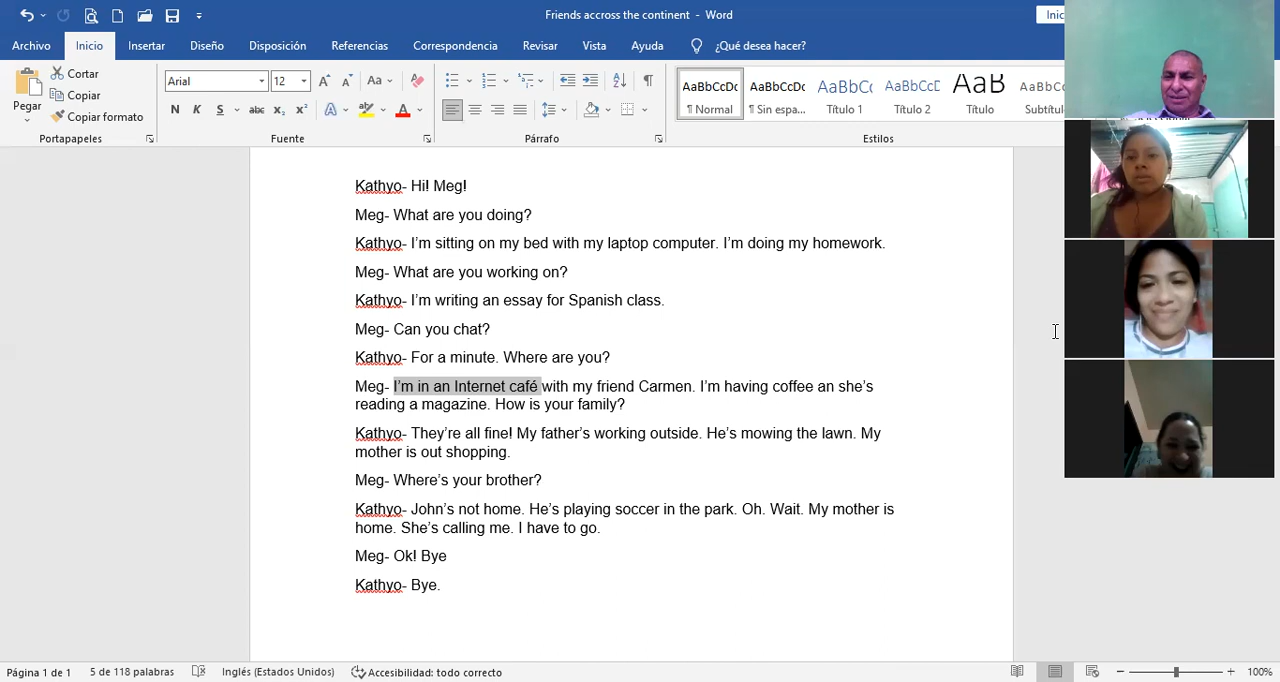 Friends accross the continent - Word
Inic
Archivo Inicio Insertar Diseño Disposición Referencias Correspondencia Revisar Vista Ayuda ¿Qué desea hacer?
Pegar
Cortar
Copiar
Copiar formato
Portapapeles
Arial 12
Aa
N K S abc x₂ x² A A
Fuente
Párrafo
AaBbCcDc AaBbCcDc AaBbCc AaBbCcD AaB AaBbCcD
¶ Normal ¶ Sin espa... Título 1 Título 2 Título Subtítul
Estilos
Kathyo- Hi! Meg!
Meg- What are you doing?
Kathyo- I'm sitting on my bed with my laptop computer. I'm doing my homework.
Meg- What are you working on?
Kathyo- I'm writing an essay for Spanish class.
Meg- Can you chat?
Kathyo- For a minute. Where are you?
Meg- I'm in an Internet café with my friend Carmen. I'm having coffee an she's
reading a magazine. How is your family?
Kathyo- They're all fine! My father's working outside. He's mowing the lawn. My
mother is out shopping.
Meg- Where's your brother?
Kathyo- John's not home. He's playing soccer in the park. Oh. Wait. My mother is
home. She's calling me. I have to go.
Meg- Ok! Bye
Kathyo- Bye.
Página 1 de 1 5 de 118 palabras Inglés (Estados Unidos) Accesibilidad: todo correcto 100%